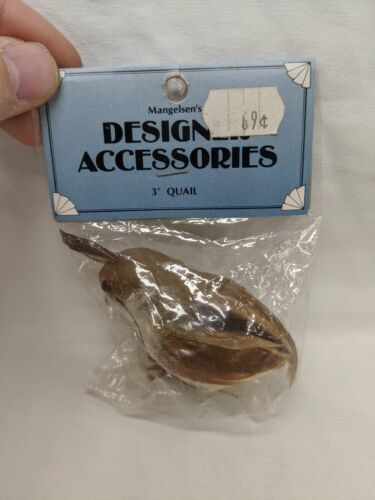 Mangelsen's
DESIGNER
ACCESSORIES
69¢
3" QUAIL